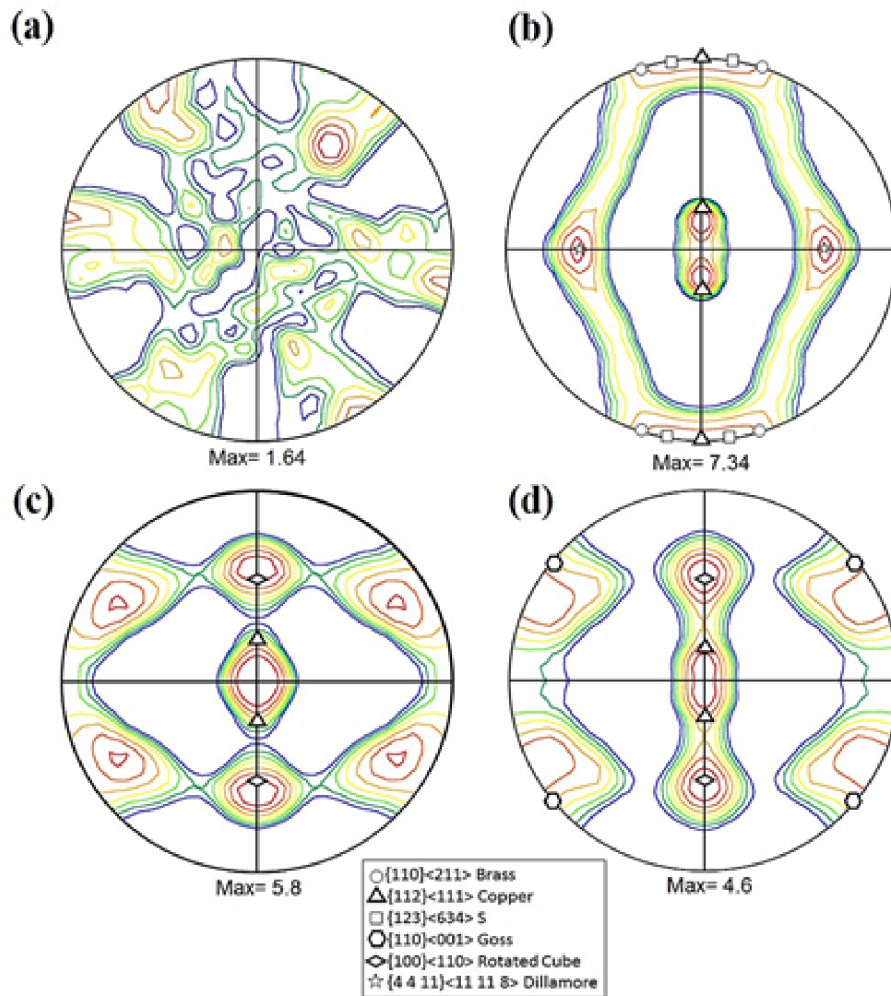 (a)
(b)
Max= 1.64
Max= 7.34
(c)
(d)
Max= 5.8
Max= 4.6
{110}<211> Brass
{112}<111> Copper
{123}<634> S
{110}<001> Goss
{100}<110> Rotated Cube
{4 4 11}<11 11 8> Dillamore